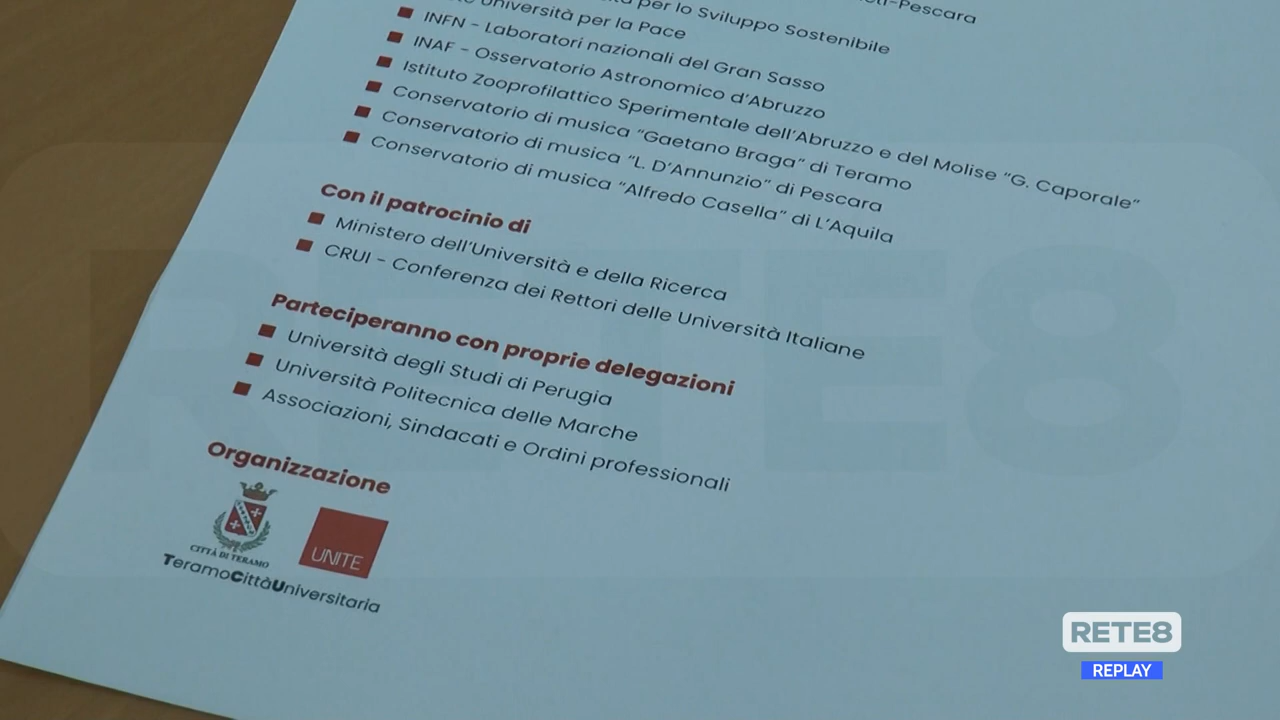 -Pescara
per lo Sviluppo Sostenibile
Università per la Pace
INFN - Laboratori nazionali del Gran Sasso
INAF - Osservatorio Astronomico d'Abruzzo
Istituto Zooprofilattico Sperimentale dell'Abruzzo e del Molise "G. Caporale"
Conservatorio di musica "Gaetano Braga" di Teramo
Conservatorio di musica "L. D'Annunzio" di Pescara
Conservatorio di musica "Alfredo Casella" di L'Aquila
Con il patrocinio di
Ministero dell'Università e della Ricerca
CRUI - Conferenza dei Rettori delle Università Italiane
Parteciperanno con proprie delegazioni
Università degli Studi di Perugia
Università Politecnica delle Marche
Associazioni, Sindacati e Ordini professionali
Organizzazione
CITTÀ DI TERAMO
UNITE
TeramoCittàUniversitaria
RETE8
RETE8
REPLAY